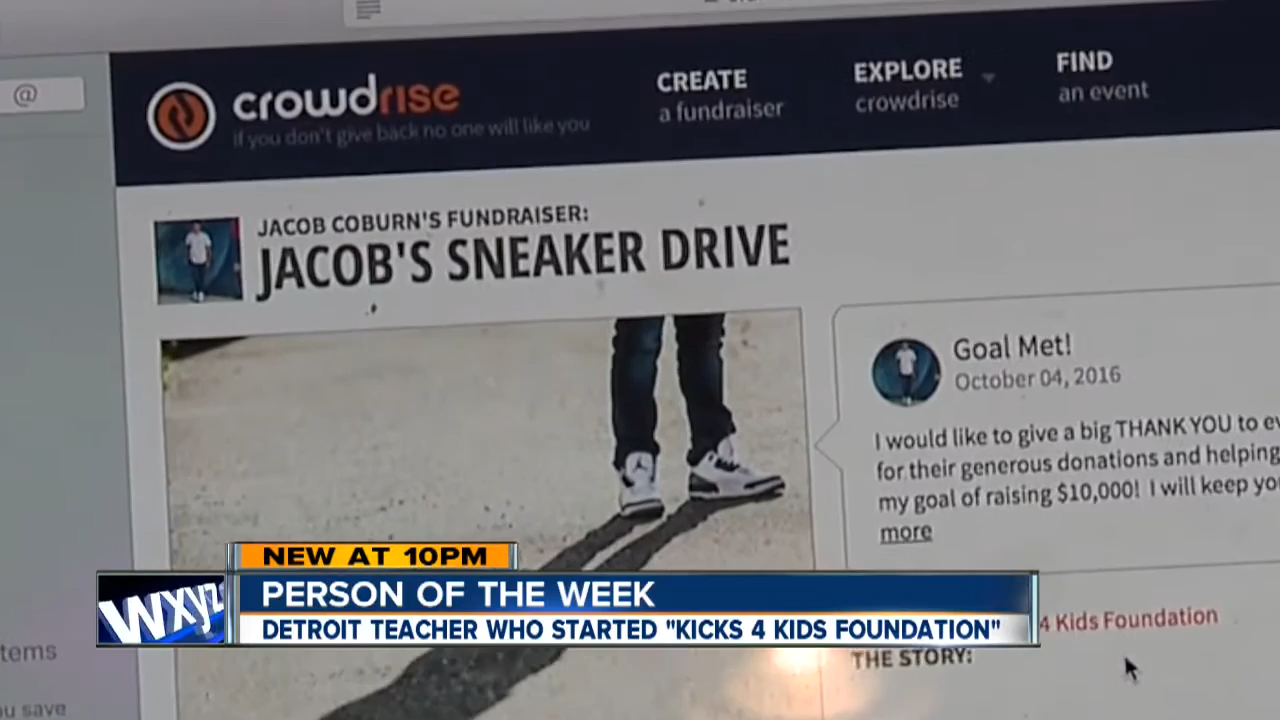 @
crowdrise
if you don't give back no one will like you
CREATE
a fundraiser
EXPLORE
crowdrise
FIND
an event
JACOB COBURN'S FUNDRAISER:
JACOB'S SNEAKER DRIVE
Goal Met!
October 04, 2016
I would like to give a big THANK YOU to
for their generous donations and helping
my goal of raising $10,000! I will keep
more
4 Kids Foundation
THE STORY:
NEW AT 10PM
WXYZ
PERSON OF THE WEEK
DETROIT TEACHER WHO STARTED "KICKS 4 KIDS FOUNDATION"
tems
save